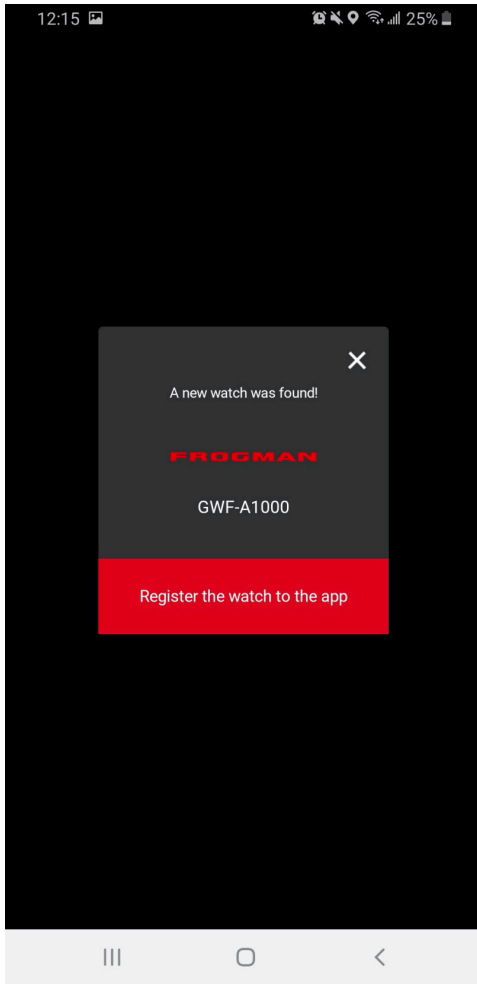 12:15
25%
A new watch was found!
FROGMAN
GWF-A1000
Register the watch to the app